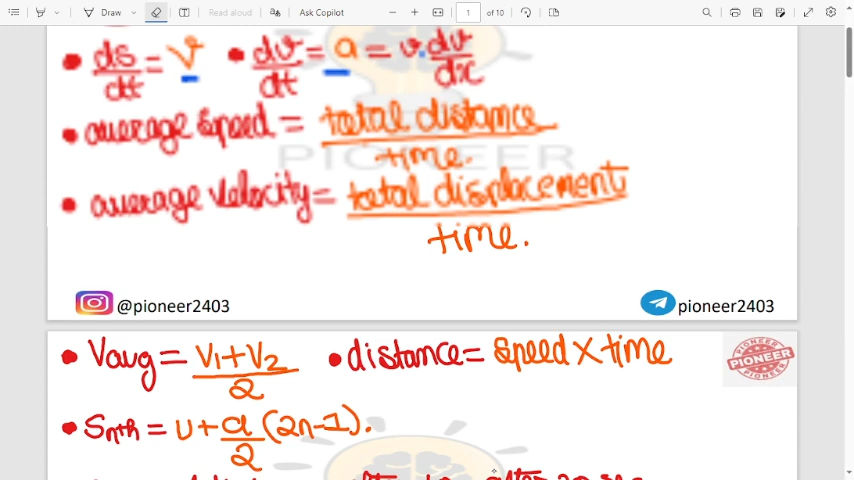 Draw
Read aloud
Ask Copilot
1 of 10
• ds/dt = v • dv/dt = a = v.dv/dx
• average speed = total distance/time.
PIONEER
• average velocity = total displacement/time.
@pioneer2403
pioneer2403
• Vavg = V1+V2/2 • distance = speed X time
PIONEER
• Snth = u + a/2 (2n-1).